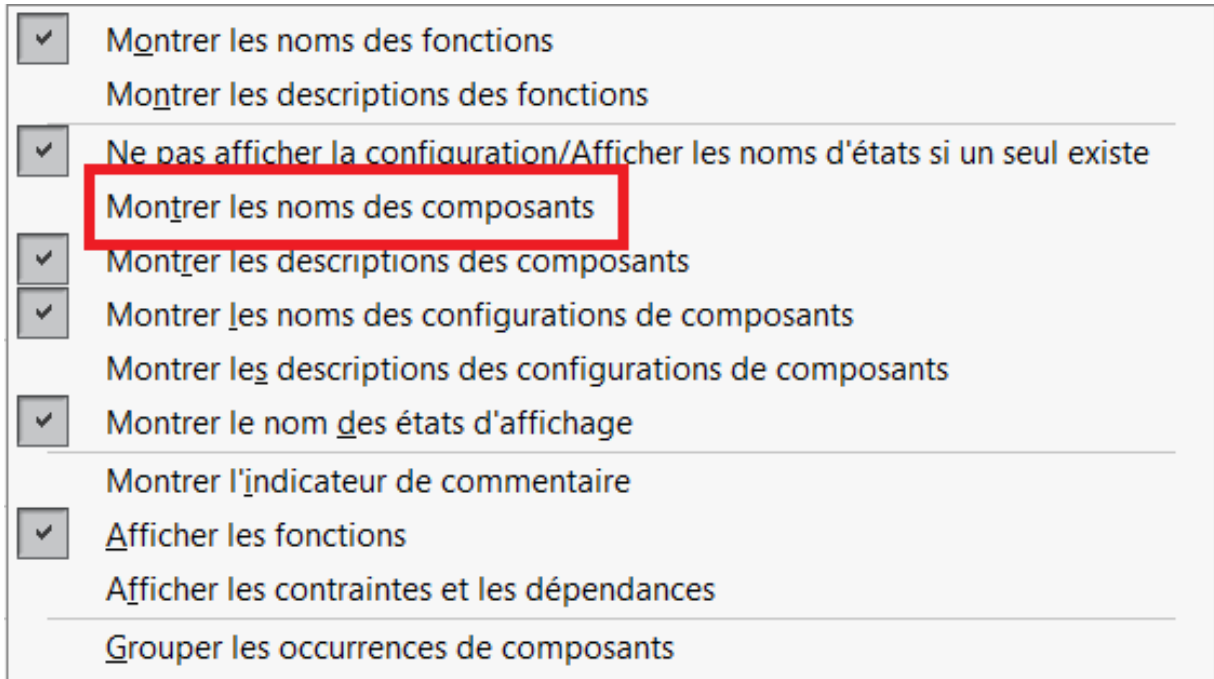 Montrer les noms des fonctions
Montrer les descriptions des fonctions
Ne pas afficher la configuration/Afficher les noms d'états si un seul existe
Montrer les noms des composants
Montrer les descriptions des composants
Montrer les noms des configurations de composants
Montrer les descriptions des configurations de composants
Montrer le nom des états d'affichage
Montrer l'indicateur de commentaire
Afficher les fonctions
Afficher les contraintes et les dépendances
Grouper les occurrences de composants